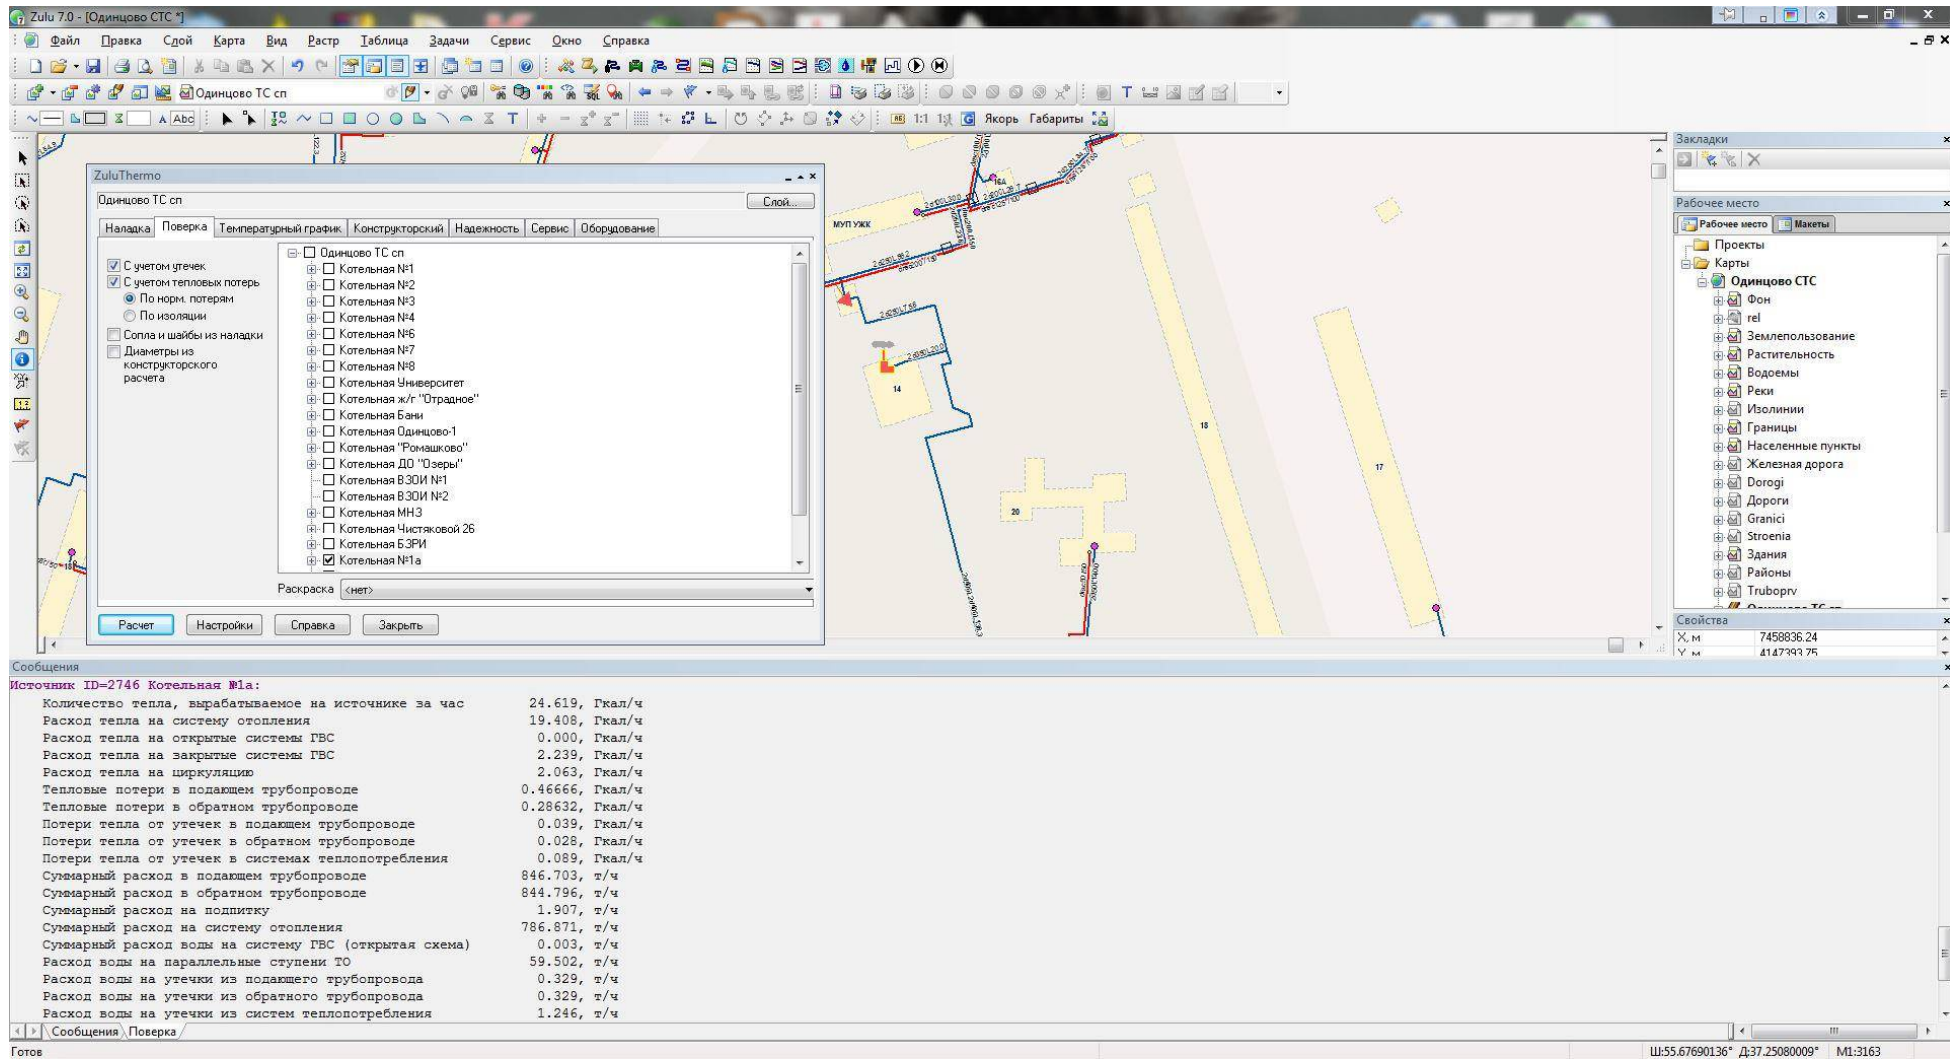 Zulu 7.0 - [Одинцово СТС *]
Файл Правка Слой Карта Вид Растр Таблица Задачи Сервис Окно Справка
Одинцово ТС сп
Abc
1:1 Якорь Габариты
ZuluThermo
Одинцово ТС сп
Слой...
Наладка Поверка Температурный график Конструкторский Надежность Сервис Оборудование
С учетом утечек
С учетом тепловых потерь
По норм. потерям
По изоляции
Сопла и шайбы из наладки
Диаметры из
конструкторского
расчета
Одинцово ТС сп
Котельная №1
Котельная №2
Котельная №3
Котельная №4
Котельная №6
Котельная №7
Котельная №8
Котельная Университет
Котельная ж/г "Отрадное"
Котельная Бани
Котельная Одинцово-1
Котельная "Ромашково"
Котельная ДО "Озеры"
Котельная ВЗОИ №1
Котельная ВЗОИ №2
Котельная МНЗ
Котельная Чистяковой 26
Котельная БЗРИ
Котельная №1а
Раскраска <нет>
Расчет Настройки Справка Закрыть
МУП УЖК
16А
14
18
17
20
Закладки
Рабочее место
Рабочее место Макеты
Проекты
Карты
Одинцово СТС
Фон
rel
Землепользование
Растительность
Водоемы
Реки
Изолинии
Границы
Населенные пункты
Железная дорога
Dorogi
Дороги
Granici
Stroenia
Здания
Районы
Truboprv
Одинцово ТС сп
Свойства
X, м 7458836.24
Y, м 4147393.75
Сообщения
Источник ID=2746 Котельная №1а:
Количество тепла, вырабатываемое на источнике за час 24.619, Гкал/ч
Расход тепла на систему отопления 19.408, Гкал/ч
Расход тепла на открытые системы ГВС 0.000, Гкал/ч
Расход тепла на закрытые системы ГВС 2.239, Гкал/ч
Расход тепла на циркуляцию 2.063, Гкал/ч
Тепловые потери в подающем трубопроводе 0.46666, Гкал/ч
Тепловые потери в обратном трубопроводе 0.28632, Гкал/ч
Потери тепла от утечек в подающем трубопроводе 0.039, Гкал/ч
Потери тепла от утечек в обратном трубопроводе 0.028, Гкал/ч
Потери тепла от утечек в системах теплопотребления 0.089, Гкал/ч
Суммарный расход в подающем трубопроводе 846.703, т/ч
Суммарный расход в обратном трубопроводе 844.796, т/ч
Суммарный расход на подпитку 1.907, т/ч
Суммарный расход на систему отопления 786.871, т/ч
Суммарный расход воды на систему ГВС (открытая схема) 0.003, т/ч
Расход воды на параллельные ступени ТО 59.502, т/ч
Расход воды на утечки из подающего трубопровода 0.329, т/ч
Расход воды на утечки из обратного трубопровода 0.329, т/ч
Расход воды на утечки из систем теплопотребления 1.246, т/ч
Сообщения Поверка
Готов
Ш:55.67690136° Д:37.25080009° М1:3163